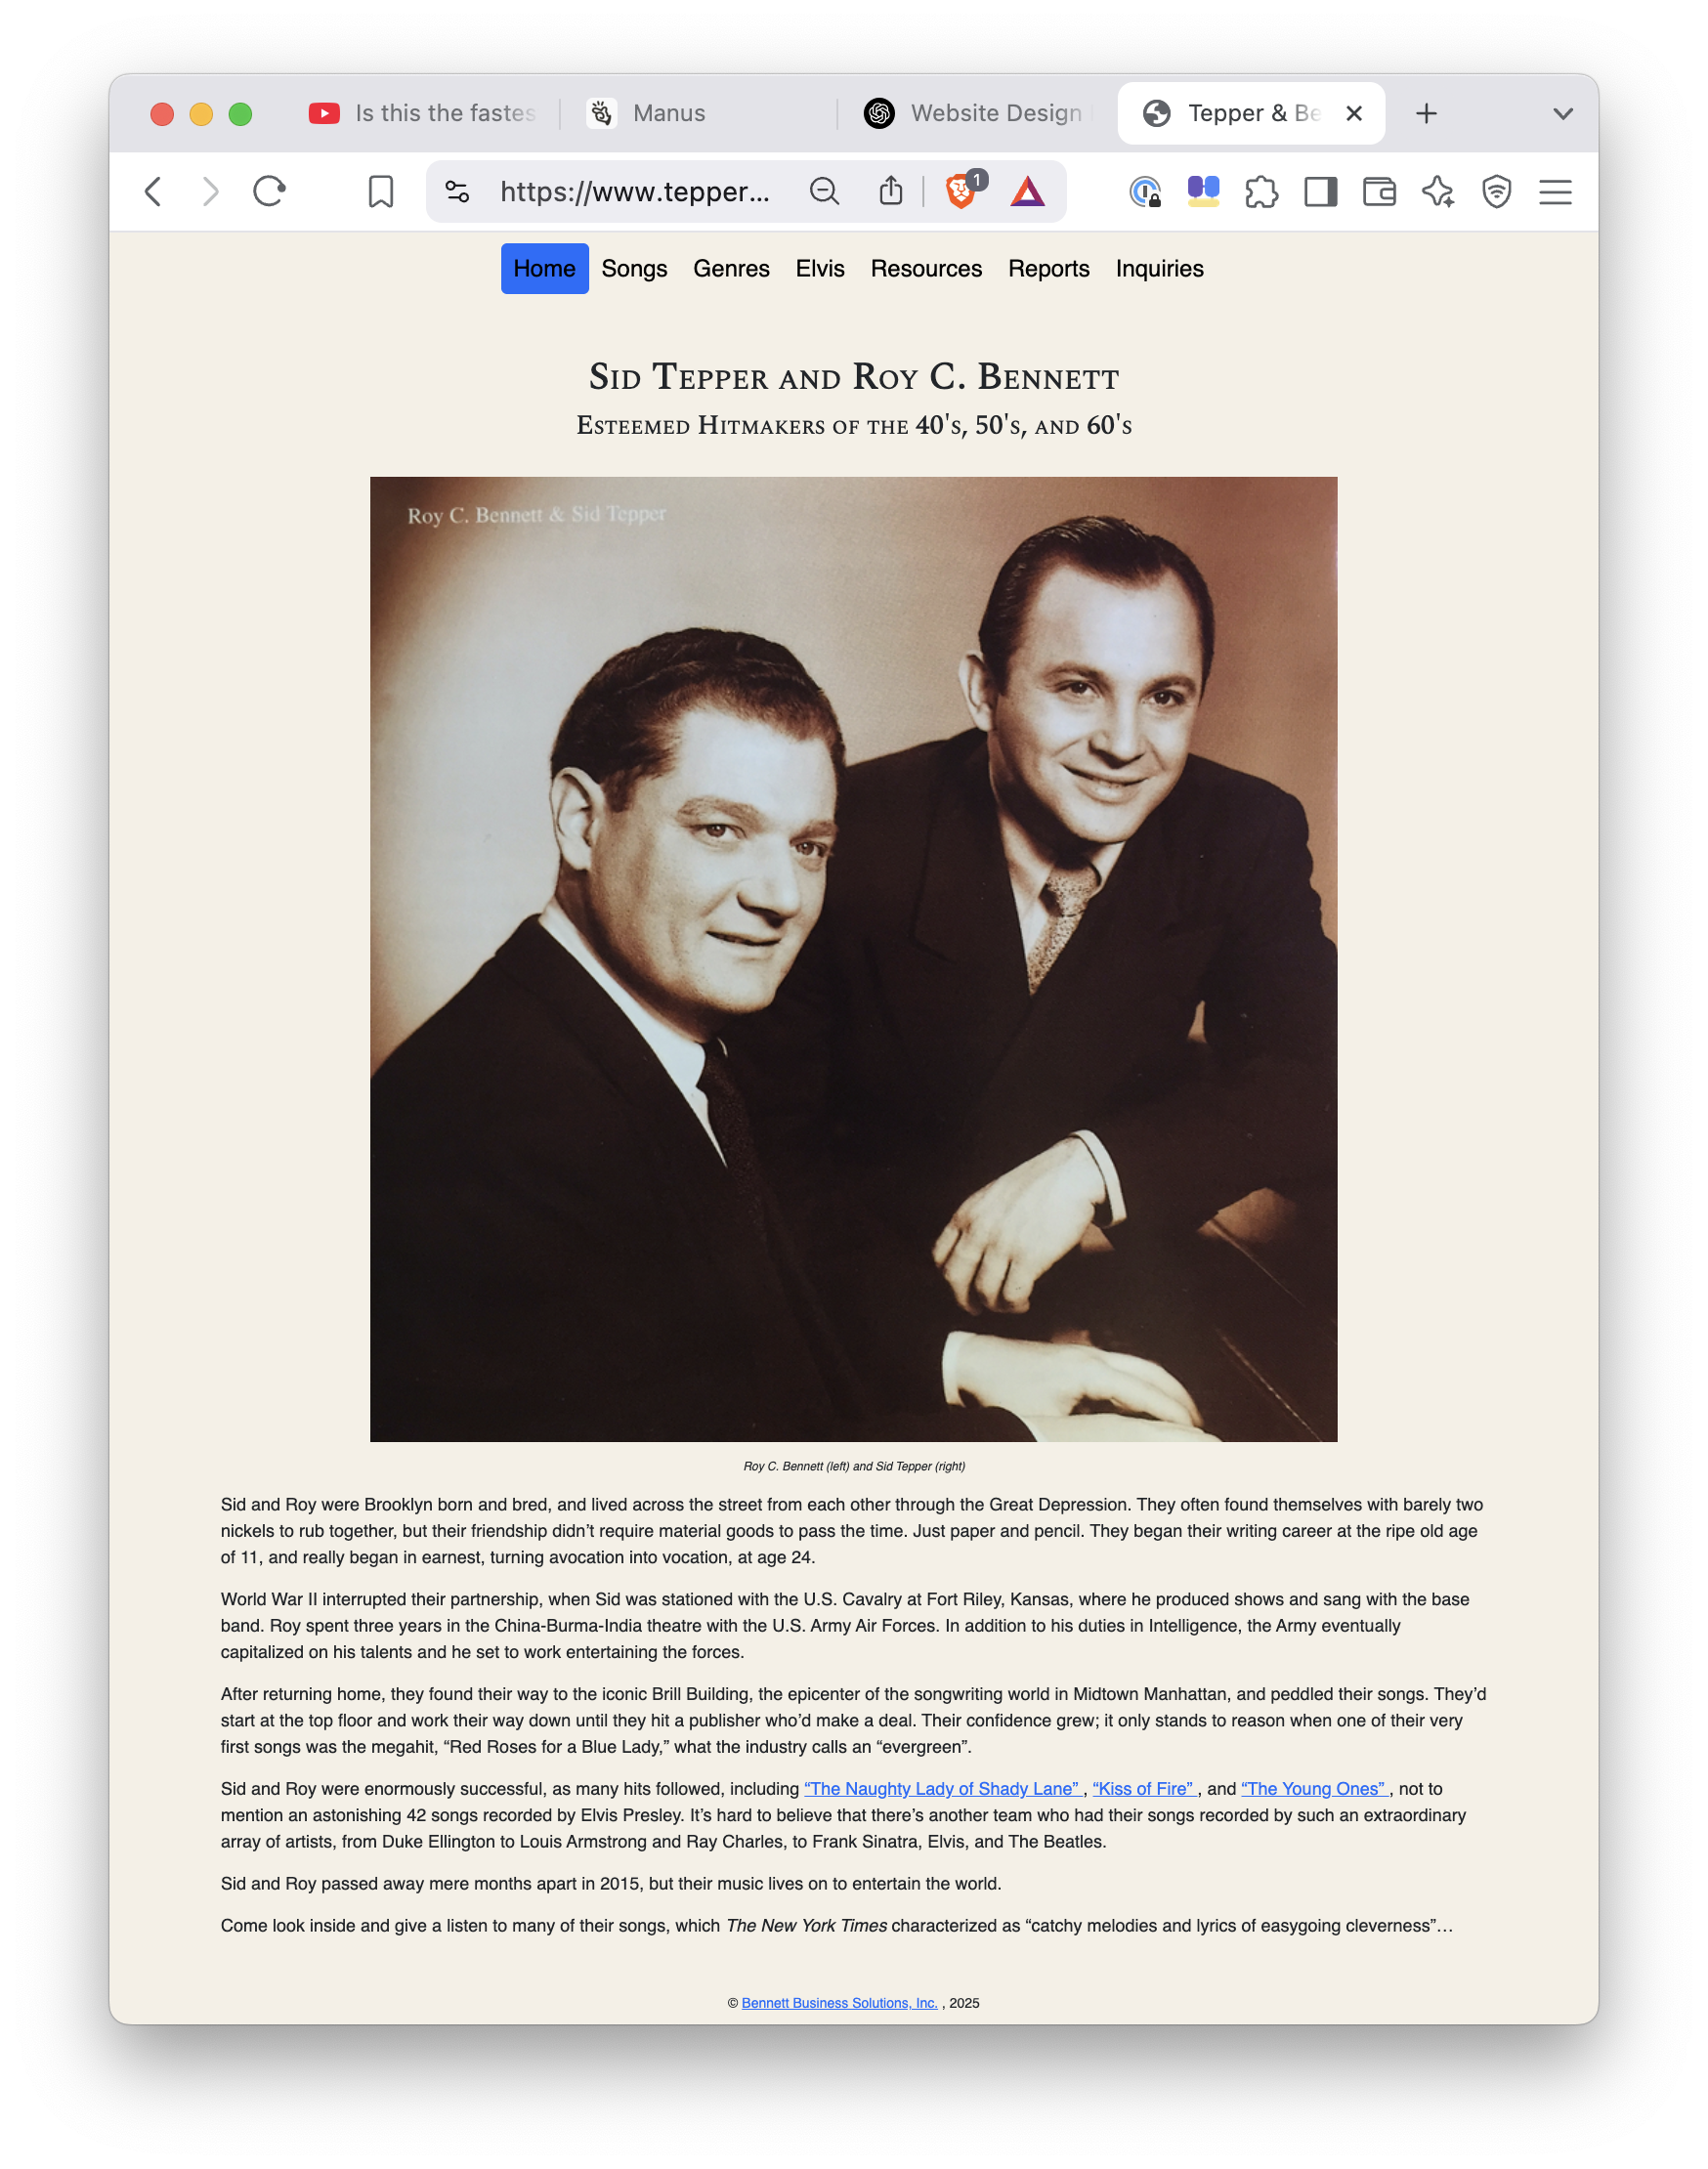 Is this the fastes
Manus
Website Design
Tepper & Be
https://www.tepper...
1
Home Songs Genres Elvis Resources Reports Inquiries
Sid Tepper and Roy C. Bennett
Esteemed Hitmakers of the 40's, 50's, and 60's
Roy C. Bennett & Sid Tepper
Roy C. Bennett (left) and Sid Tepper (right)
Sid and Roy were Brooklyn born and bred, and lived across the street from each other through the Great Depression. They often found themselves with barely two
nickels to rub together, but their friendship didn’t require material goods to pass the time. Just paper and pencil. They began their writing career at the ripe old age
of 11, and really began in earnest, turning avocation into vocation, at age 24.
World War II interrupted their partnership, when Sid was stationed with the U.S. Cavalry at Fort Riley, Kansas, where he produced shows and sang with the base
band. Roy spent three years in the China-Burma-India theatre with the U.S. Army Air Forces. In addition to his duties in Intelligence, the Army eventually
capitalized on his talents and he set to work entertaining the forces.
After returning home, they found their way to the iconic Brill Building, the epicenter of the songwriting world in Midtown Manhattan, and peddled their songs. They’d
start at the top floor and work their way down until they hit a publisher who’d make a deal. Their confidence grew; it only stands to reason when one of their very
first songs was the megahit, “Red Roses for a Blue Lady,” what the industry calls an “evergreen”.
Sid and Roy were enormously successful, as many hits followed, including “The Naughty Lady of Shady Lane” , “Kiss of Fire” , and “The Young Ones” , not to
mention an astonishing 42 songs recorded by Elvis Presley. It’s hard to believe that there’s another team who had their songs recorded by such an extraordinary
array of artists, from Duke Ellington to Louis Armstrong and Ray Charles, to Frank Sinatra, Elvis, and The Beatles.
Sid and Roy passed away mere months apart in 2015, but their music lives on to entertain the world.
Come look inside and give a listen to many of their songs, which The New York Times characterized as “catchy melodies and lyrics of easygoing cleverness”…
© Bennett Business Solutions, Inc. , 2025